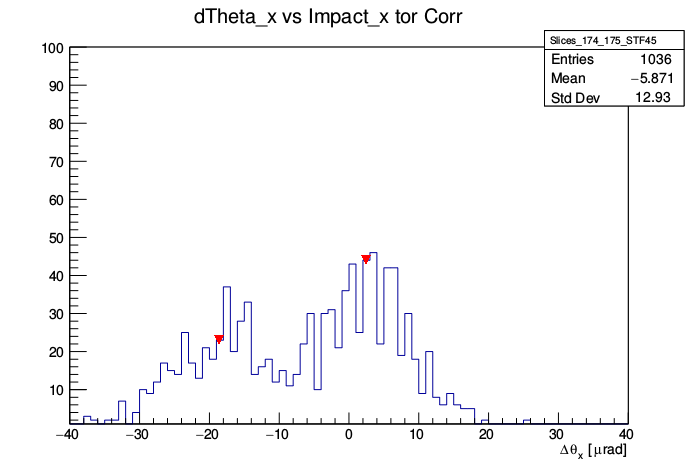 dTheta_x vs Impact_x tor Corr
Slices_174_175_STF45
Entries 1036
Mean −5.871
Std Dev 12.93
100
90
80
70
60
50
40
30
20
10
−40 −30 −20 −10 0 10 20 30 40
Δθx [μrad]